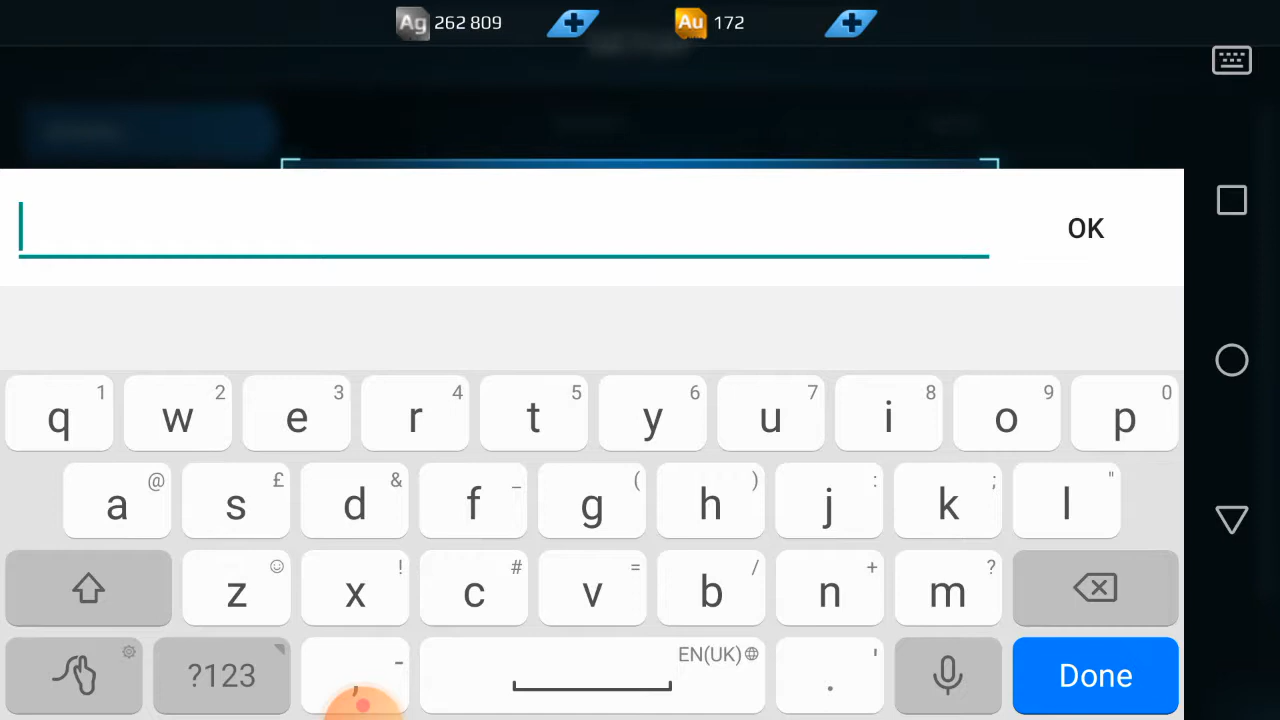 Ag 262 809 Au 172
OK
1 2 3 4 5 6 7 8 9 0
q w e r t y u i o p
@ £ & _ ( ) : ; "
a s d f g h j k l
! # = / + ?
z x c v b n m
- EN(UK) '
?123 , . Done